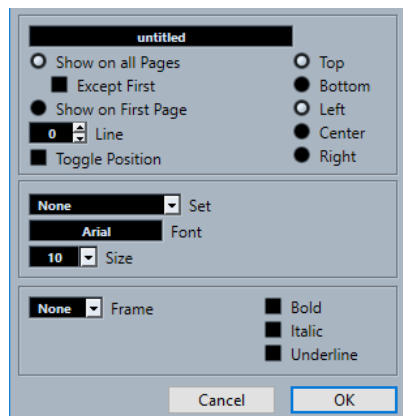 untitled
Show on all Pages Top
Except First Bottom
Show on First Page Left
0 Line Center
Toggle Position Right
None Set
Arial Font
10 Size
None Frame Bold
Italic
Underline
Cancel OK